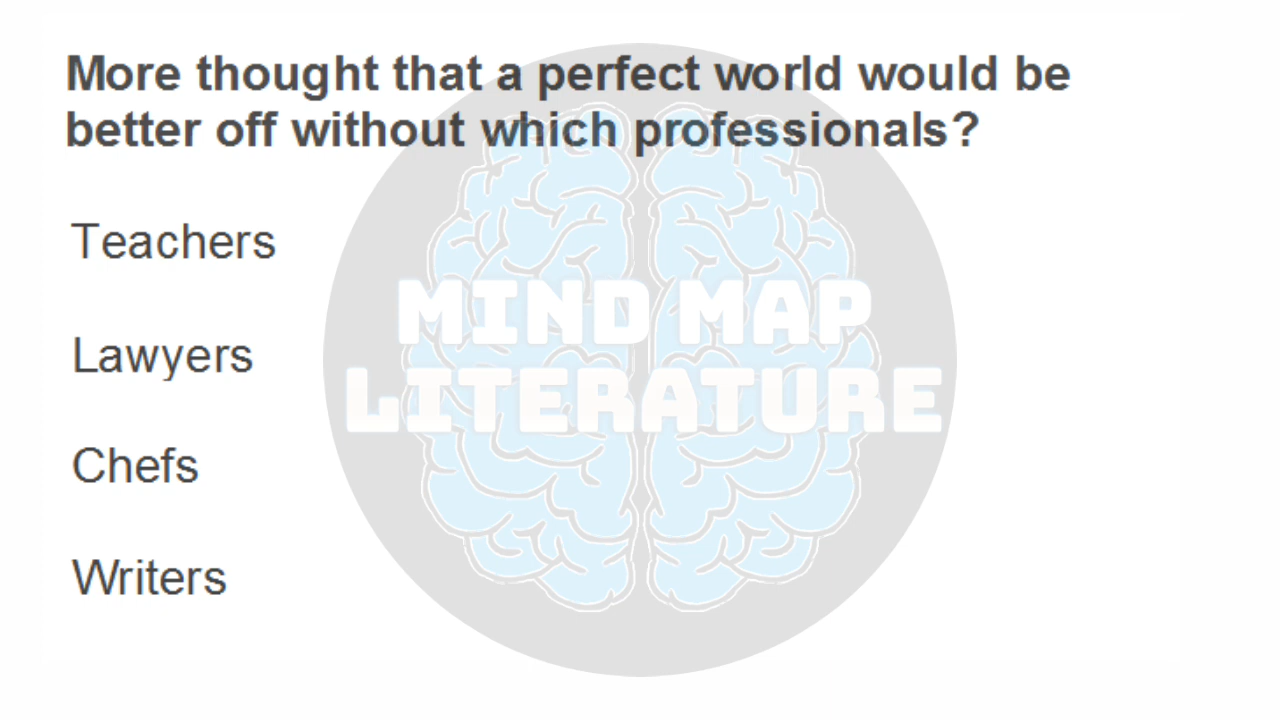 More thought that a perfect world would be
better off without which professionals?
Teachers
MIND MAP
Lawyers
LITERATURE
Chefs
Writers